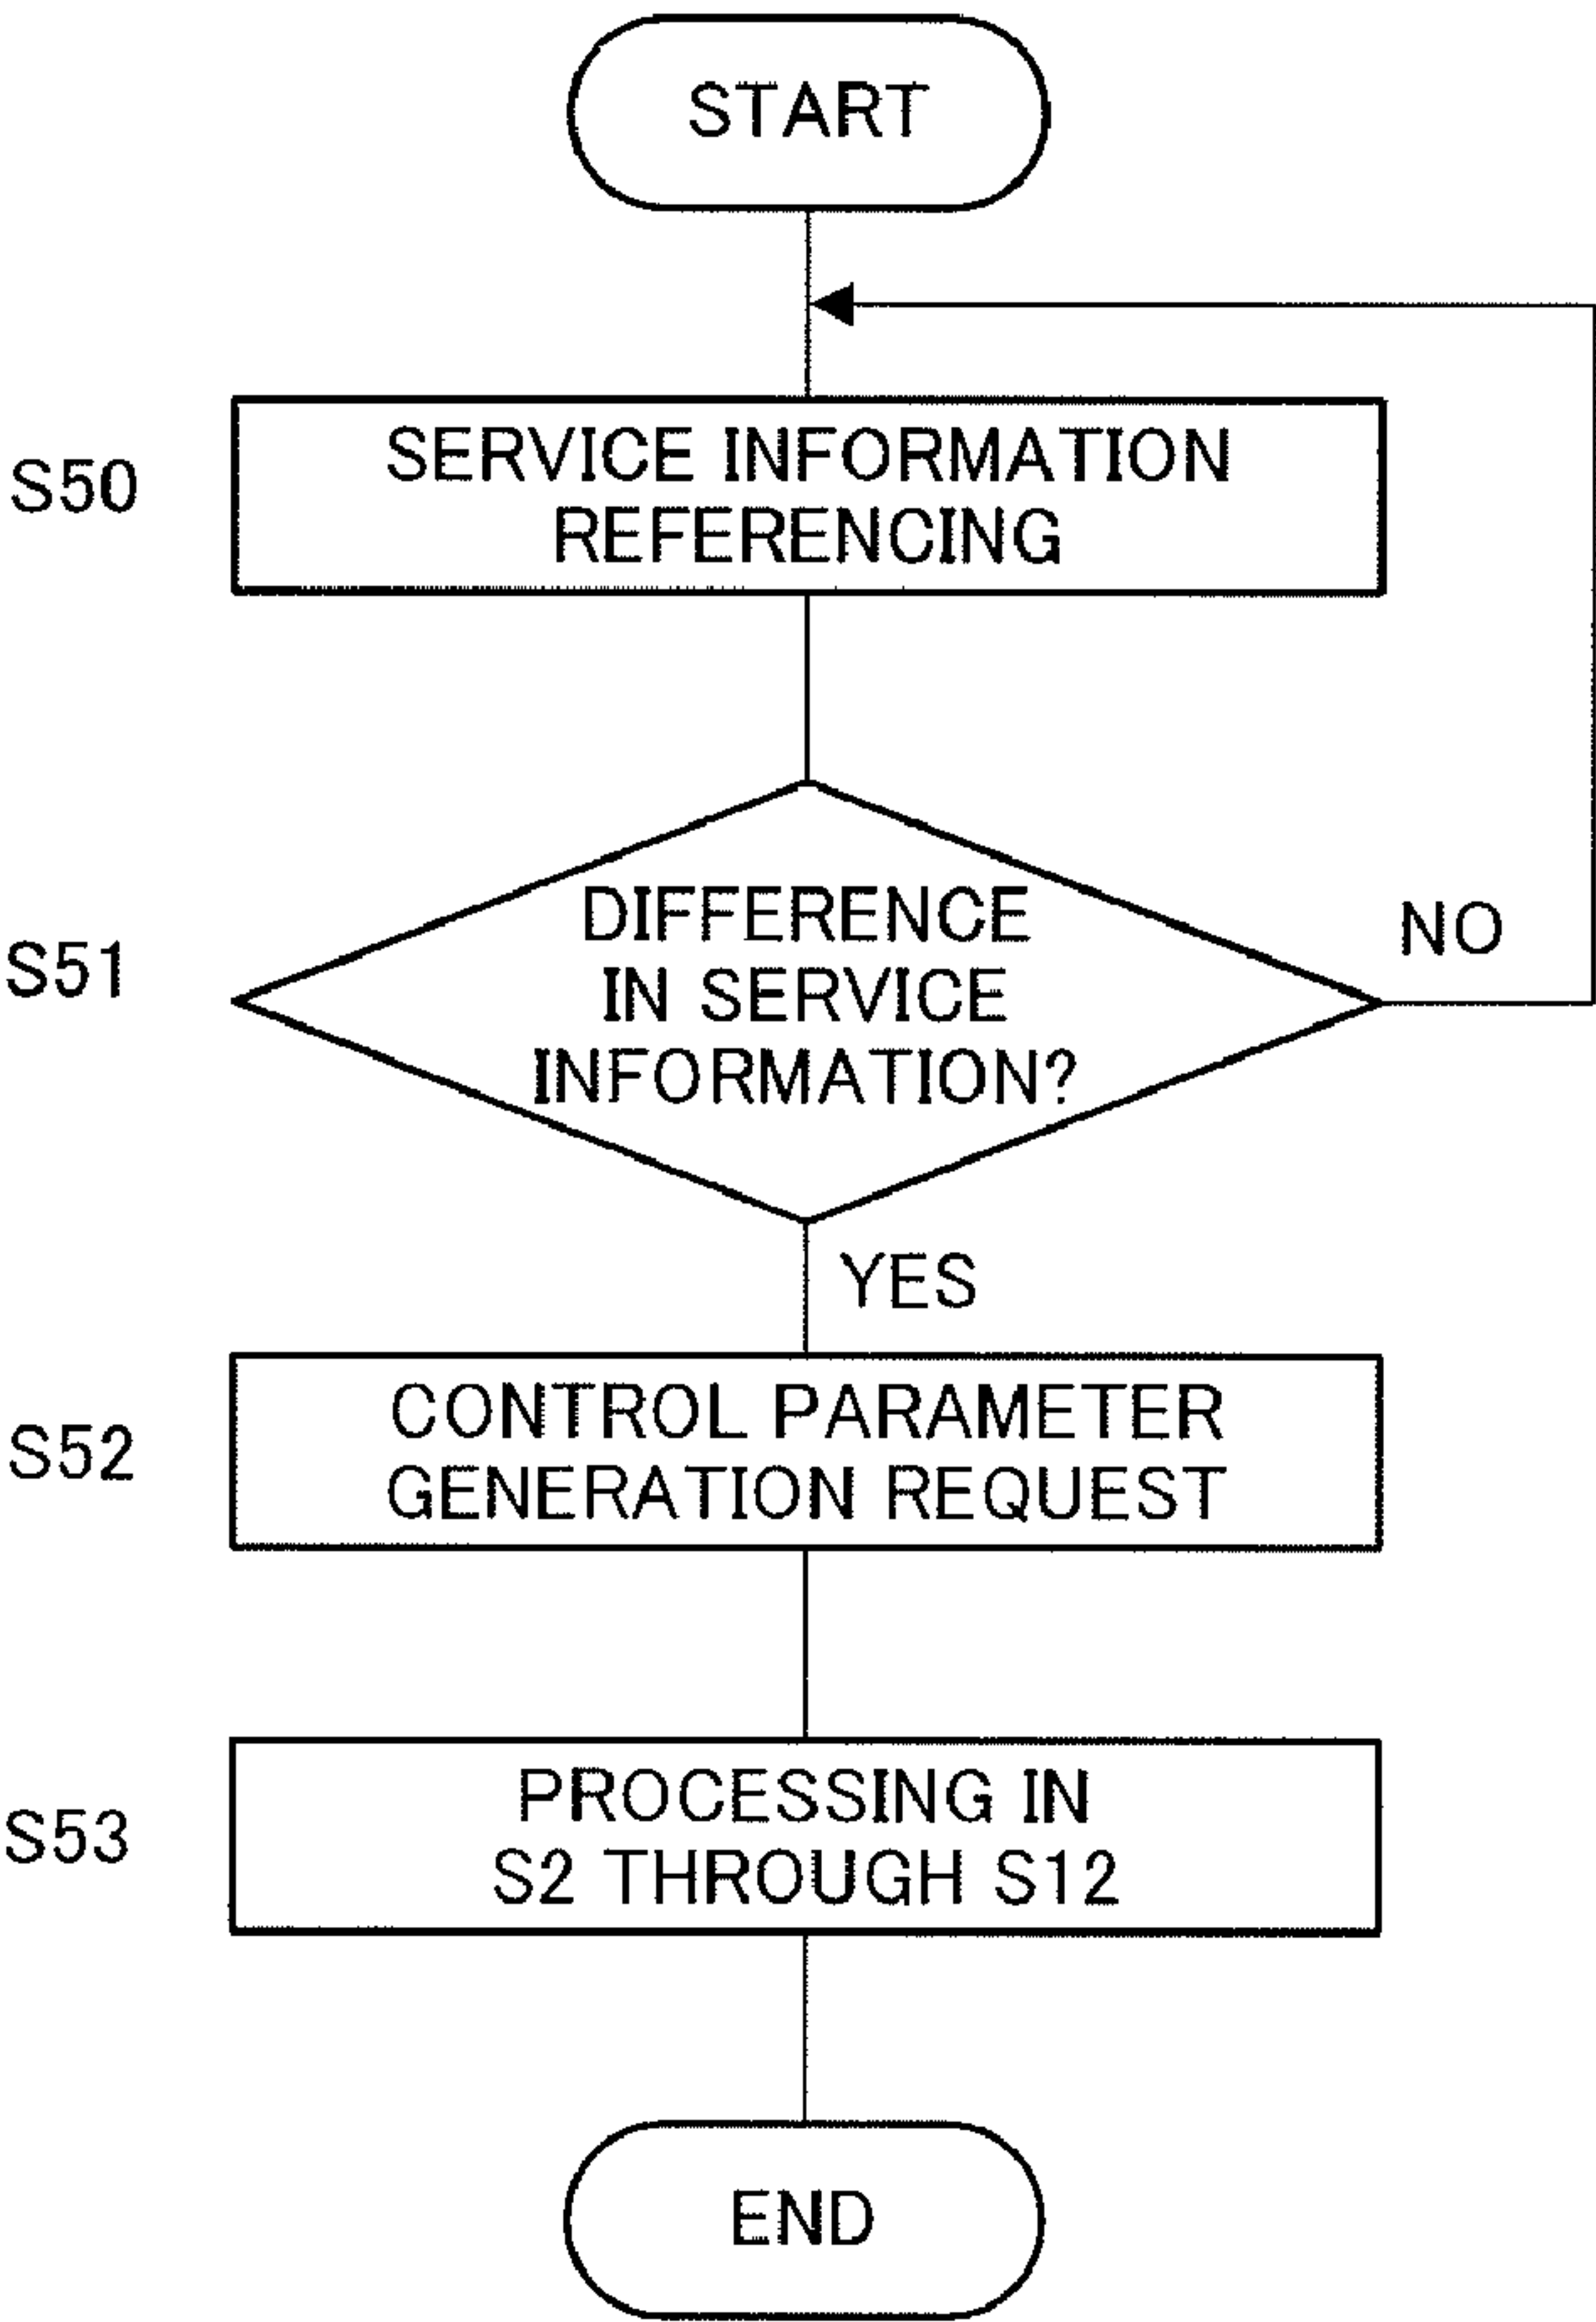 START
S50
SERVICE INFORMATION
REFERENCING
S51
DIFFERENCE
IN SERVICE
INFORMATION?
NO
YES
S52
CONTROL PARAMETER
GENERATION REQUEST
S53
PROCESSING IN
S2 THROUGH S12
END